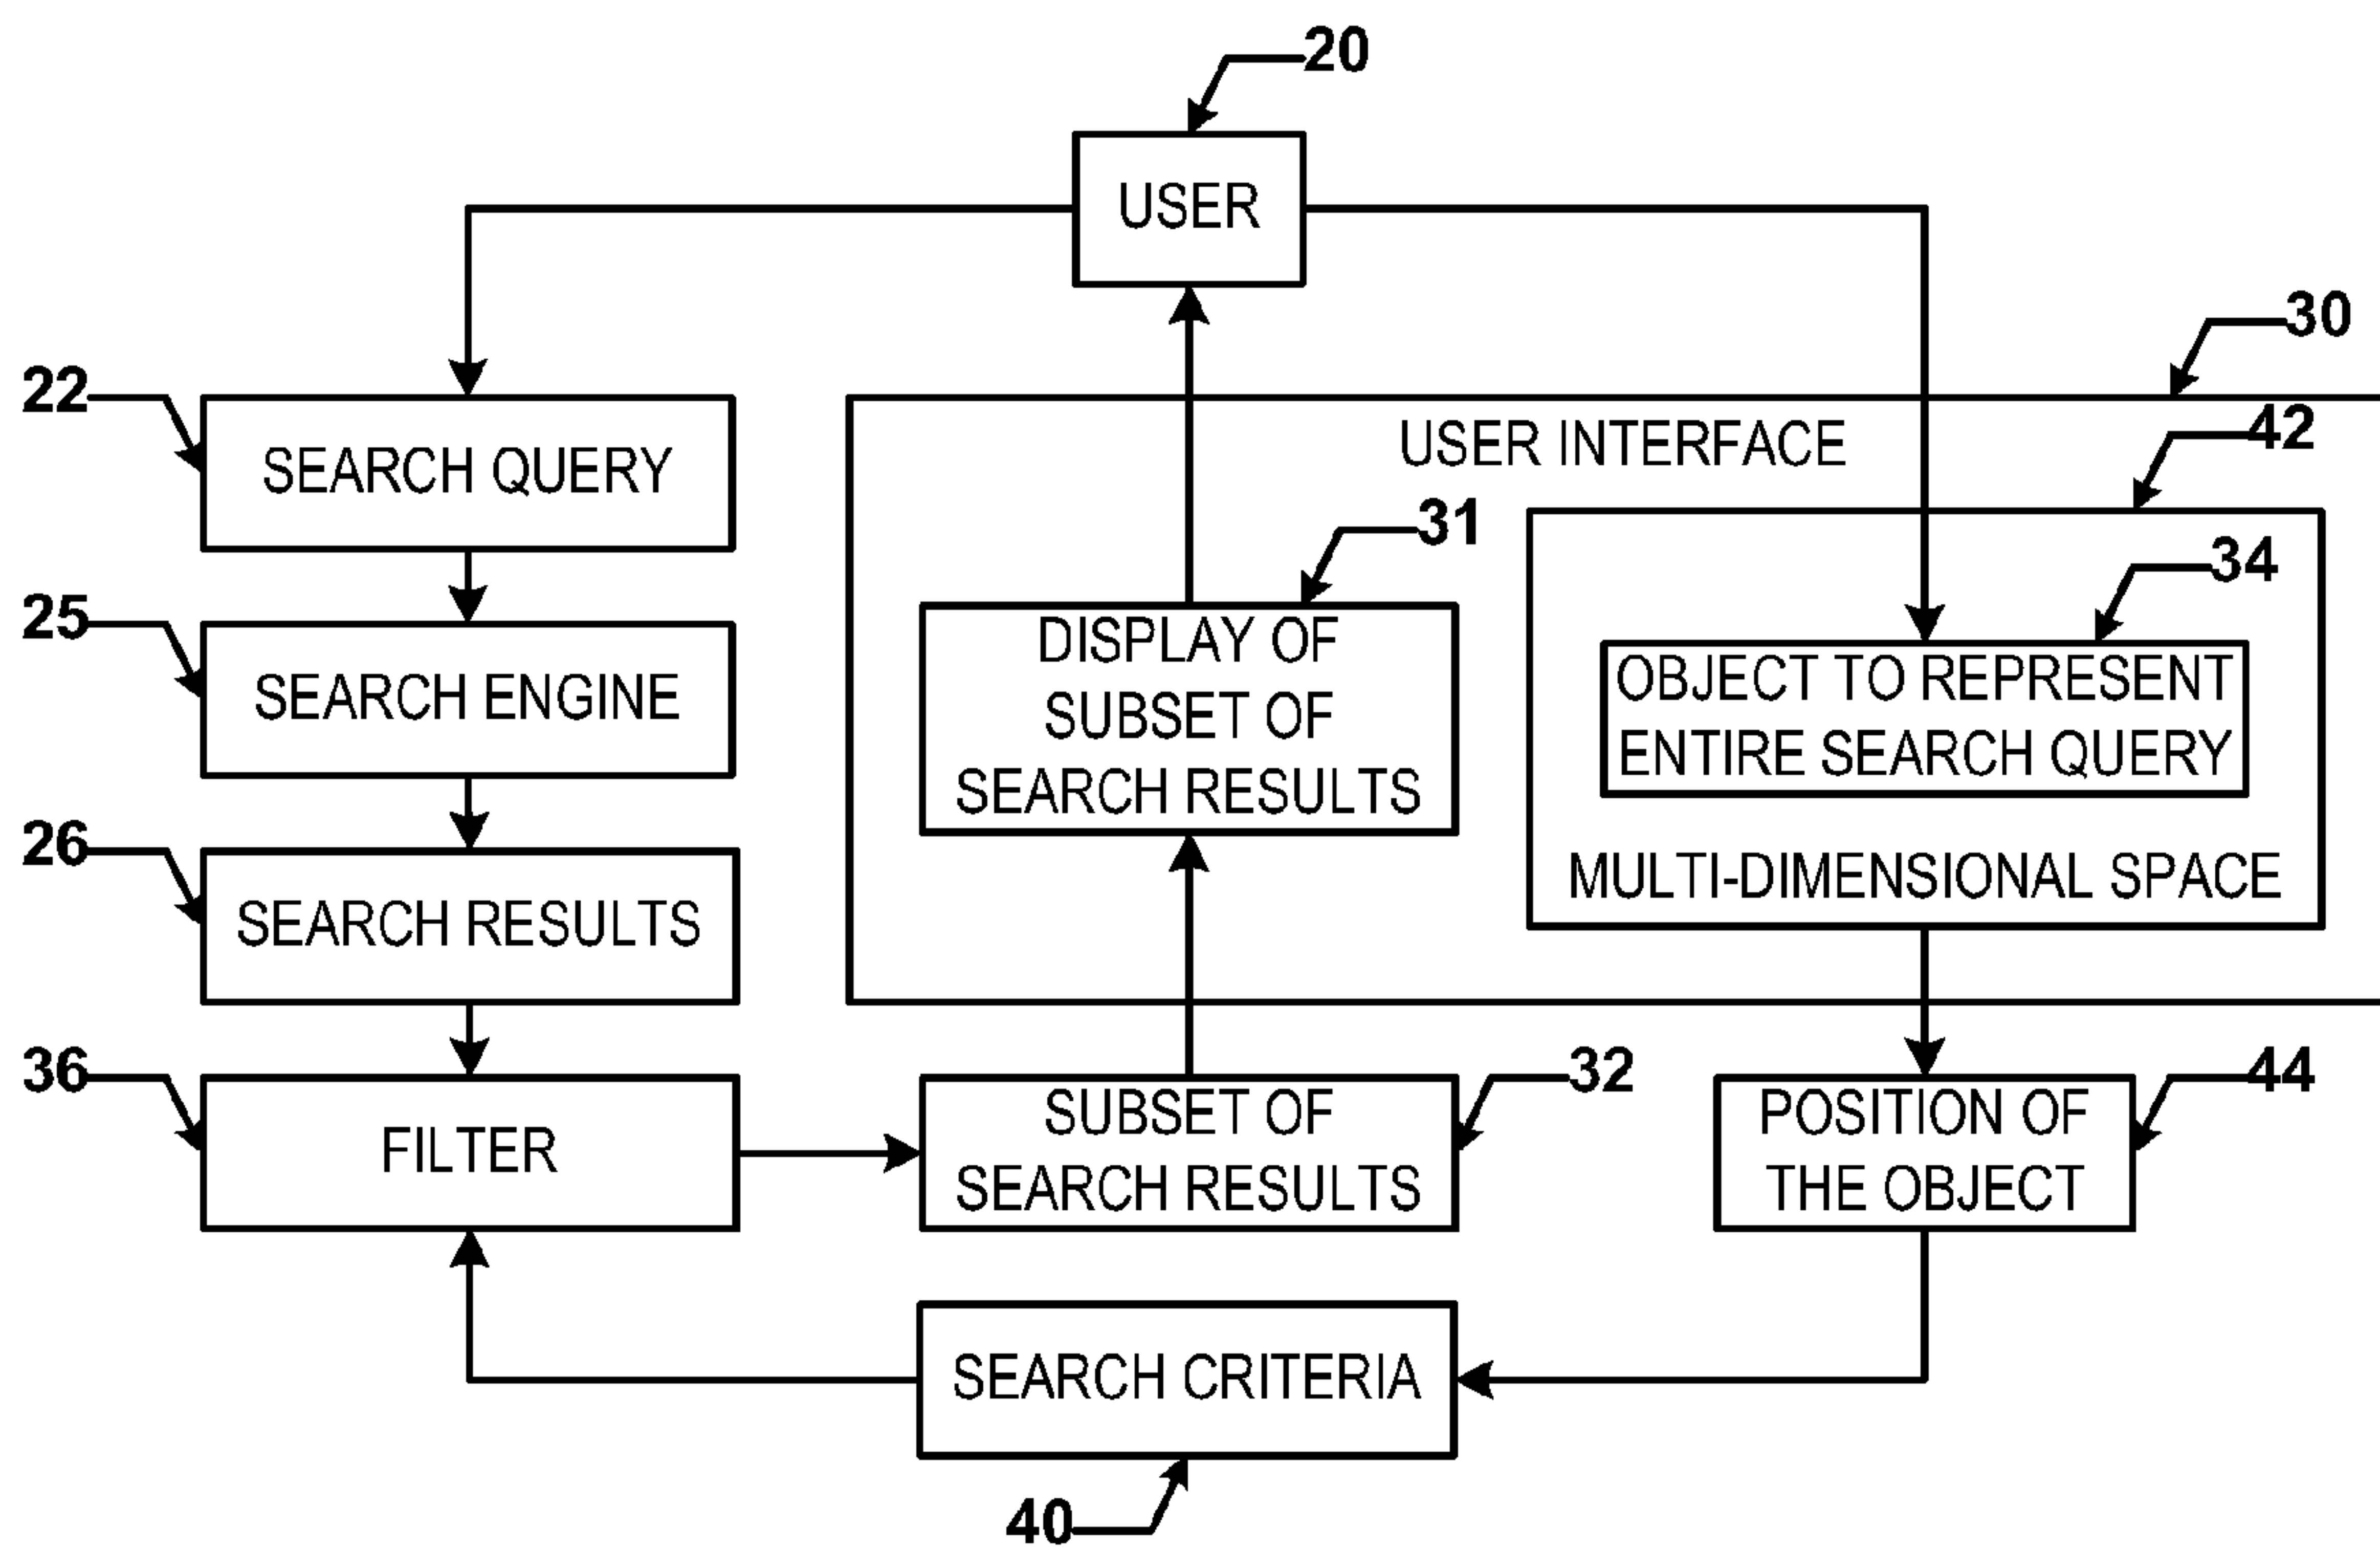 20
USER
30
22
USER INTERFACE
42
SEARCH QUERY
31
34
25
DISPLAY OF
SUBSET OF
SEARCH RESULTS
OBJECT TO REPRESENT
ENTIRE SEARCH QUERY
SEARCH ENGINE
26
MULTI-DIMENSIONAL SPACE
SEARCH RESULTS
36
32
44
FILTER
SUBSET OF
SEARCH RESULTS
POSITION OF
THE OBJECT
SEARCH CRITERIA
40